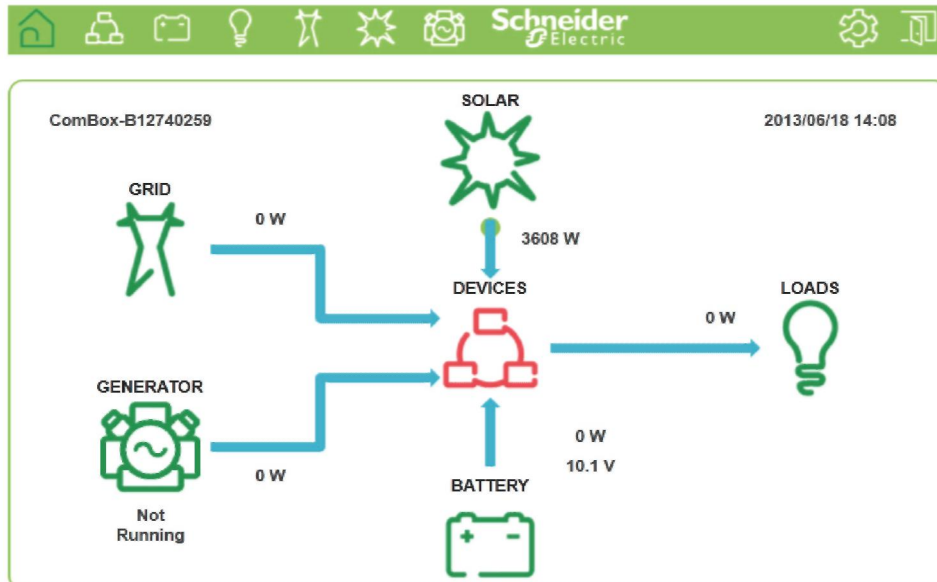 Schneider
Electric
ComBox-B12740259
SOLAR
2013/06/18 14:08
GRID
0 W
3608 W
DEVICES
LOADS
0 W
GENERATOR
0 W
Not
Running
0 W
10.1 V
BATTERY
+ -